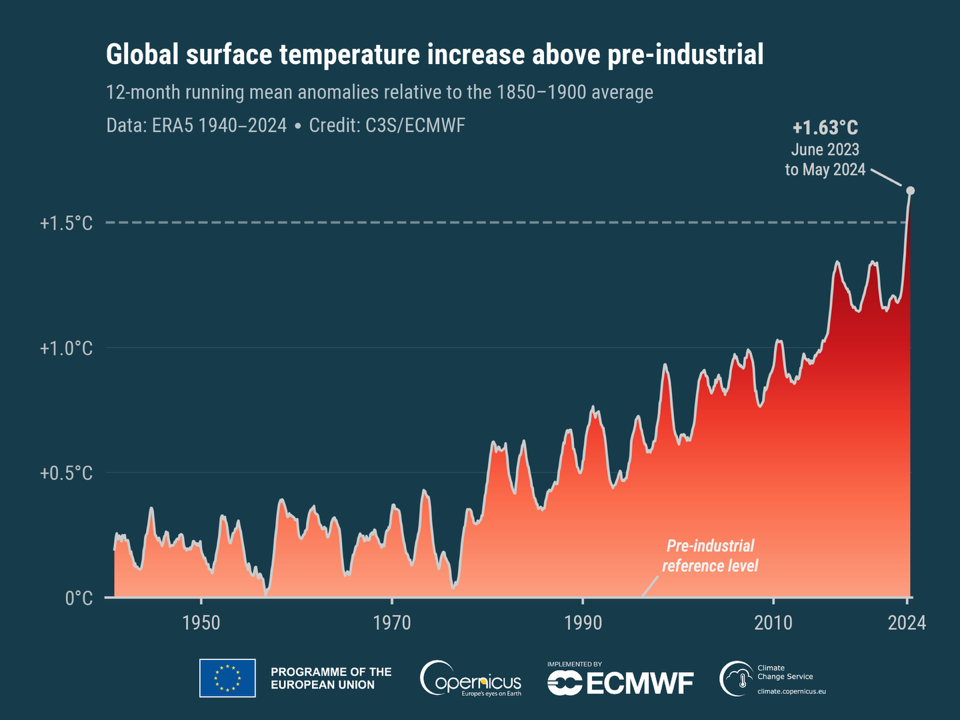 Global surface temperature increase above pre-industrial
12-month running mean anomalies relative to the 1850–1900 average
Data: ERA5 1940–2024 • Credit: C3S/ECMWF
+1.63°C
June 2023
to May 2024
+1.5°C
+1.0°C
+0.5°C
Pre-industrial
reference level
0°C
1950
1970
1990
2010
2024
PROGRAMME OF THE
EUROPEAN UNION
opernicus
Europe's eyes on Earth
IMPLEMENTED BY
ECMWF
Climate
Change Service
climate.copernicus.eu